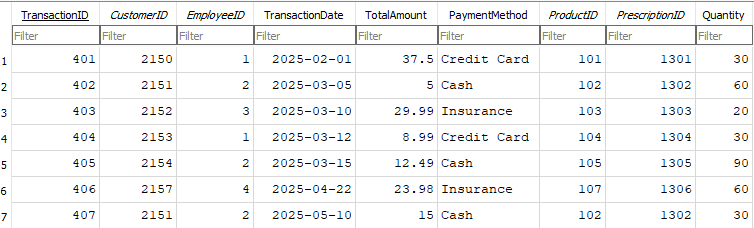 TransactionID CustomerID EmployeeID TransactionDate TotalAmount PaymentMethod ProductID PrescriptionID Quantity
Filter Filter Filter Filter Filter Filter Filter Filter Filter
1 401 2150 1 2025-02-01 37.5 Credit Card 101 1301 30
2 402 2151 2 2025-03-05 5 Cash 102 1302 60
3 403 2152 3 2025-03-10 29.99 Insurance 103 1303 20
4 404 2153 1 2025-03-12 8.99 Credit Card 104 1304 30
5 405 2154 2 2025-03-15 12.49 Cash 105 1305 90
6 406 2157 4 2025-04-22 23.98 Insurance 107 1306 60
7 407 2151 2 2025-05-10 15 Cash 102 1302 30